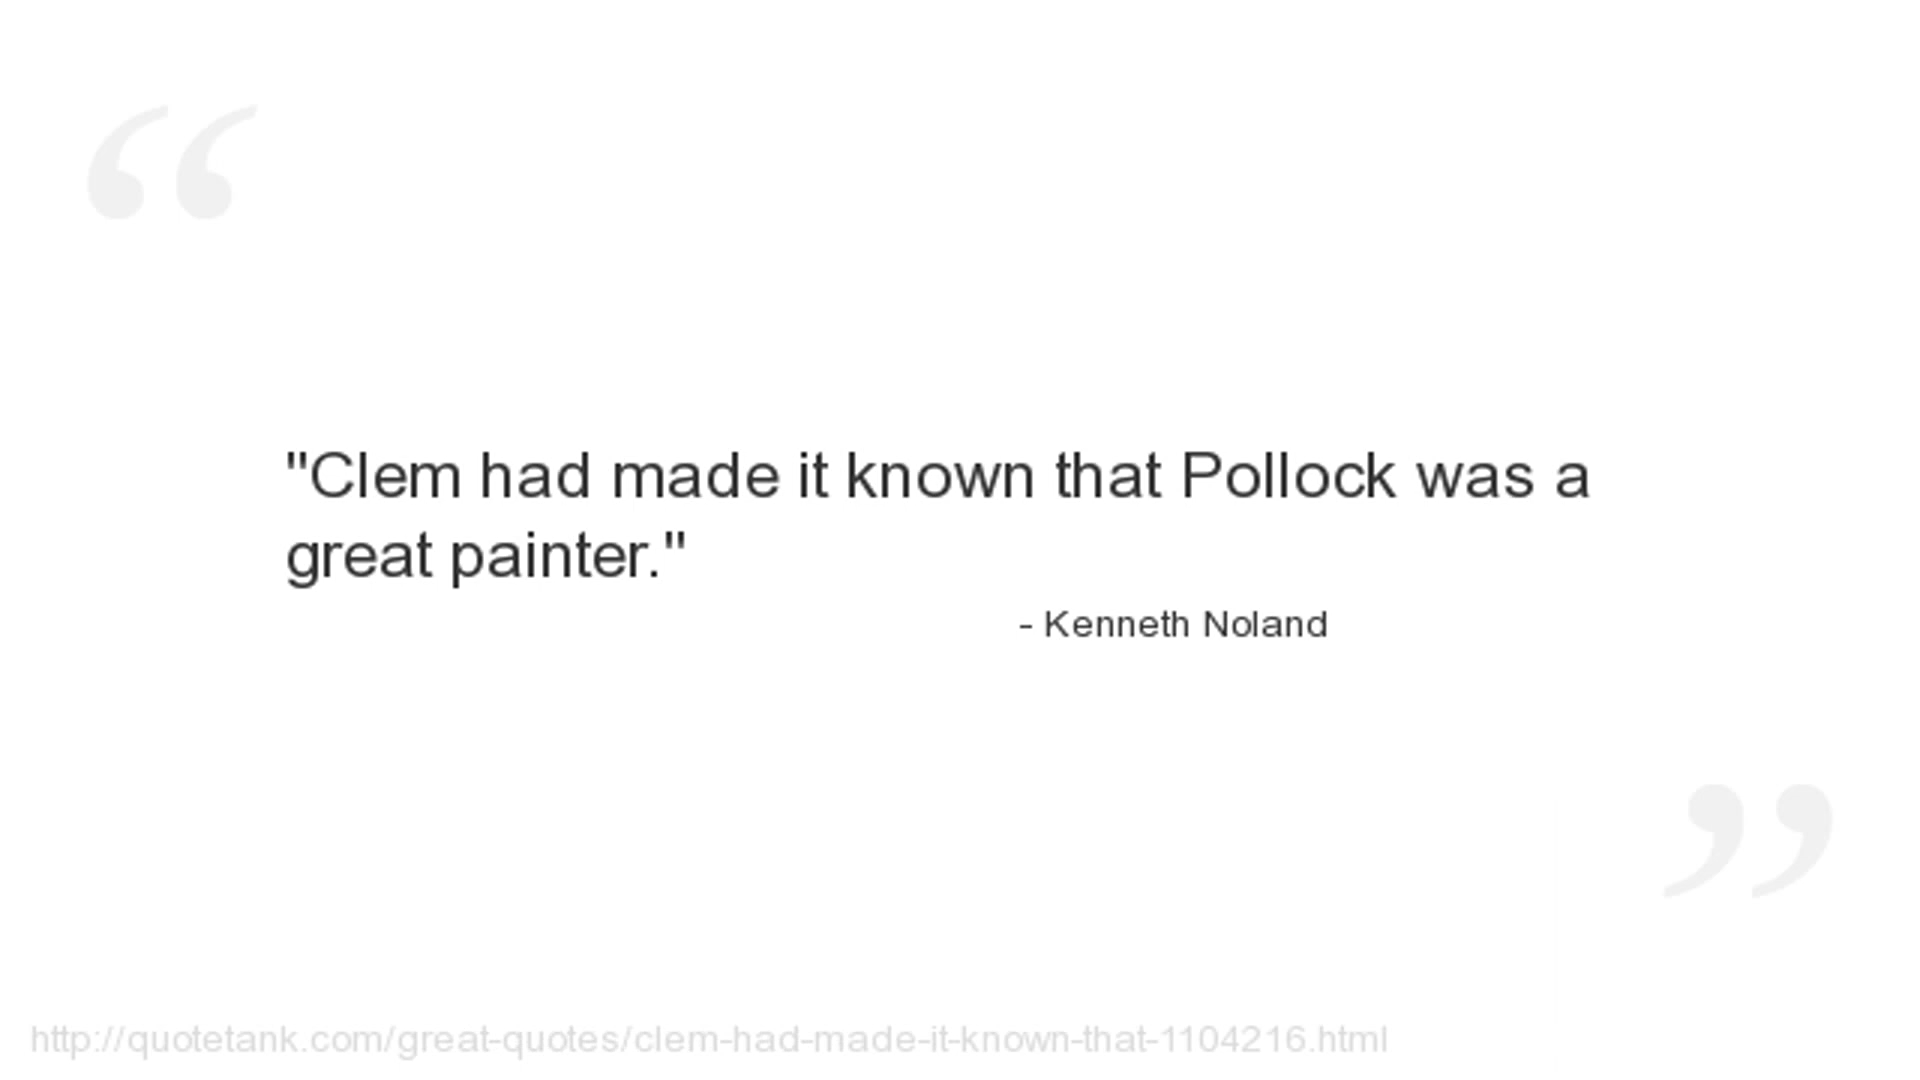 "Clem had made it known that Pollock was a
great painter."
- Kenneth Noland
http://quotetank.com/great-quotes/clem-had-made-it-known-that-1104216.html